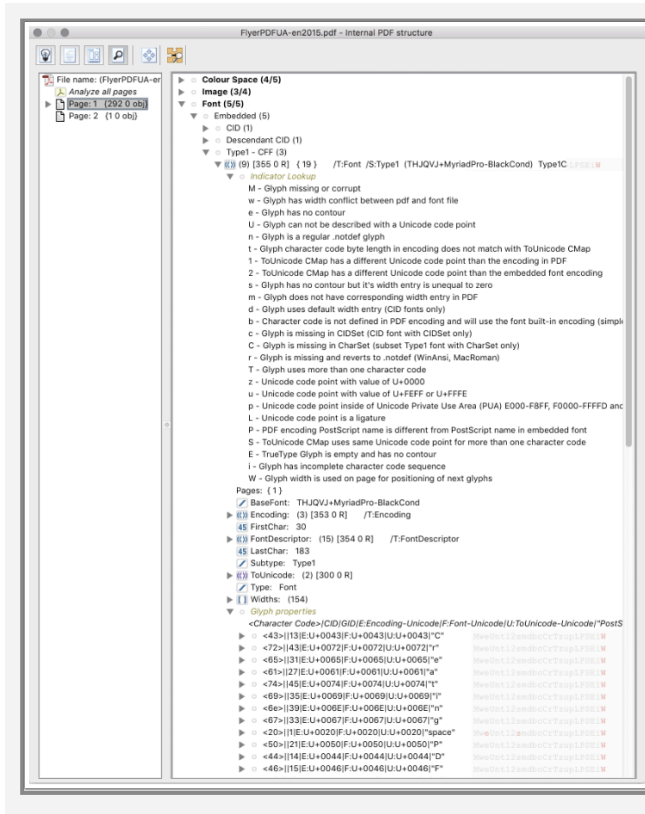 FlyerPDFUA-en2015.pdf - Internal PDF structure
File name: (FlyerPDFUA-er
Analyze all pages
Page: 1 {292 0 obj}
Page: 2 {1 0 obj}
Colour Space (4/5)
Image (3/4)
Font (5/5)
Embedded (5)
CID (1)
Descendant CID (1)
Type1 - CFF (3)
(9) [355 0 R] { 19 } /T:Font /S:Type1 (THJQVJ+MyriadPro-BlackCond) Type1C
Indicator Lookup
M - Glyph missing or corrupt
w - Glyph has width conflict between pdf and font file
e - Glyph has no contour
U - Glyph can not be described with a Unicode code point
n - Glyph is a regular .notdef glyph
t - Glyph character code byte length in encoding does not match with ToUnicode CMap
1 - ToUnicode CMap has a different Unicode code point than the encoding in PDF
2 - ToUnicode CMap has a different Unicode code point than the embedded font encoding
s - Glyph has no contour but it's width entry is unequal to zero
m - Glyph does not have corresponding width entry in PDF
d - Glyph uses default width entry (CID fonts only)
b - Character code is not defined in PDF encoding and will use the font built-in encoding (simpl
c - Glyph is missing in CIDSet (CID font with CIDSet only)
C - Glyph is missing in CharSet (subset Type1 font with CharSet only)
r - Glyph is missing and reverts to .notdef (WinAnsi, MacRoman)
T - Glyph uses more than one character code
z - Unicode code point with value of U+0000
u - Unicode code point with value of U+FEFF or U+FFFE
p - Unicode code point inside of Unicode Private Use Area (PUA) E000-F8FF, F0000-FFFFD and
L - Unicode code point is a ligature
P - PDF encoding PostScript name is different from PostScript name in embedded font
S - ToUnicode CMap uses same Unicode code point for more than one character code
E - TrueType Glyph is empty and has no contour
i - Glyph has incomplete character code sequence
W - Glyph width is used on page for positioning of next glyphs
Pages: { 1 }
BaseFont: THJQVJ+MyriadPro-BlackCond
Encoding: (3) [353 0 R] /T:Encoding
45 FirstChar: 30
FontDescriptor: (15) [354 0 R] /T:FontDescriptor
45 LastChar: 183
Subtype: Type1
ToUnicode: (2) [300 0 R]
Type: Font
[ ] Widths: (154)
Glyph properties
<Character Code>|CID|GID|E:Encoding-Unicode|F:Font-Unicode|U:ToUnicode-Unicode|"PostS
<43>||13|E:U+0043|F:U+0043|U:U+0043|"C" MweUnt12smdbcCrTzupLPSEiW
<72>||43|E:U+0072|F:U+0072|U:U+0072|"r" MweUnt12smdbcCrTzupLPSEiW
<65>||31|E:U+0065|F:U+0065|U:U+0065|"e" MweUnt12smdbcCrTzupLPSEiW
<61>||27|E:U+0061|F:U+0061|U:U+0061|"a" MweUnt12smdbcCrTzupLPSEiW
<74>||45|E:U+0074|F:U+0074|U:U+0074|"t" MweUnt12smdbcCrTzupLPSEiW
<69>||35|E:U+0069|F:U+0069|U:U+0069|"i" MweUnt12smdbcCrTzupLPSEiW
<6e>||39|E:U+006E|F:U+006E|U:U+006E|"n" MweUnt12smdbcCrTzupLPSEiW
<67>||33|E:U+0067|F:U+0067|U:U+0067|"g" MweUnt12smdbcCrTzupLPSEiW
<20>||1|E:U+0020|F:U+0020|U:U+0020|"space" MweUnt12smdbcCrTzupLPSEiW
<50>||21|E:U+0050|F:U+0050|U:U+0050|"P" MweUnt12smdbcCrTzupLPSEiW
<44>||14|E:U+0044|F:U+0044|U:U+0044|"D" MweUnt12smdbcCrTzupLPSEiW
<46>||15|E:U+0046|F:U+0046|U:U+0046|"F" MweUnt12smdbcCrTzupLPSEiW